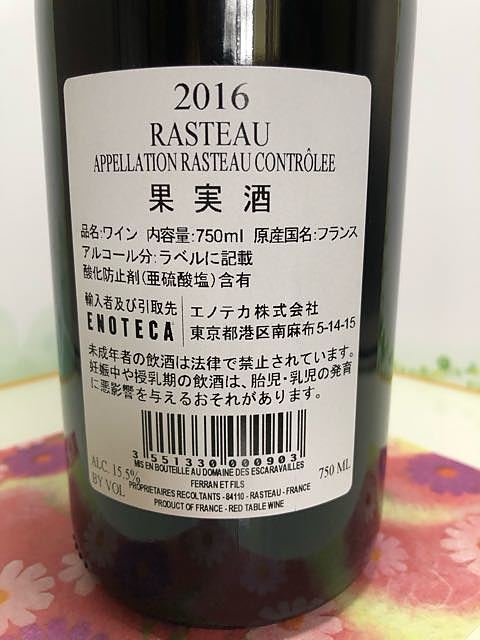 2016
RASTEAU
APPELLATION RASTEAU CONTRÔLEE
果実酒
品名:ワイン 内容量:750ml 原産国名:フランス
アルコール分:ラベルに記載
酸化防止剤(亜硫酸塩)含有
輸入者及び引取先
ENOTECA
エノテカ株式会社
東京都港区南麻布5-14-15
未成年者の飲酒は法律で禁止されています。
妊娠中や授乳期の飲酒は、胎児・乳児の発育
に悪影響を与えるおそれがあります。
3 551330 000903
MIS EN BOUTEILLE AU DOMAINE DES ESCARAVAILLES
FERRAN ET FILS
PROPRIETAIRES RECOLTANTS - 84110 - RASTEAU - FRANCE
PRODUCT OF FRANCE - RED TABLE WINE
ALC. 15.5%
BY VOL
750 ML